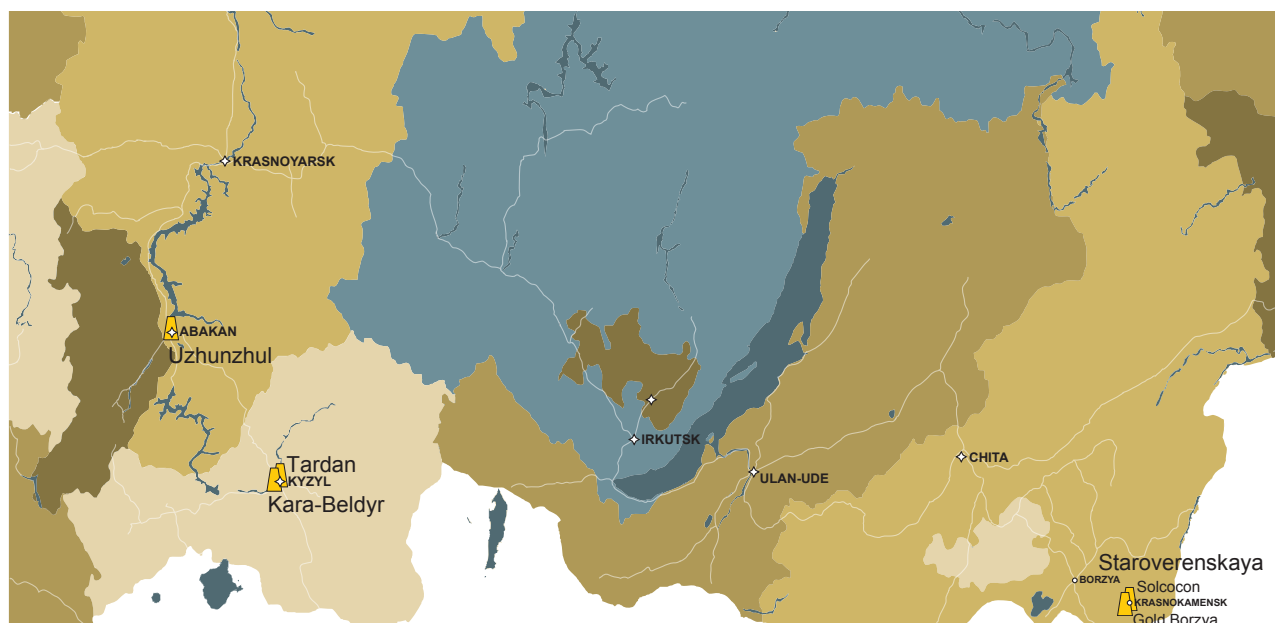 KRASNOYARSK
ABAKAN
Uzhunzhul
IRKUTSK
Tardan
KYZYL
Kara-Beldyr
ULAN-UDE
CHITA
Staroverenskaya
BORZYA
Solcocon
KRASNOKAMENSK
Gold Borzya